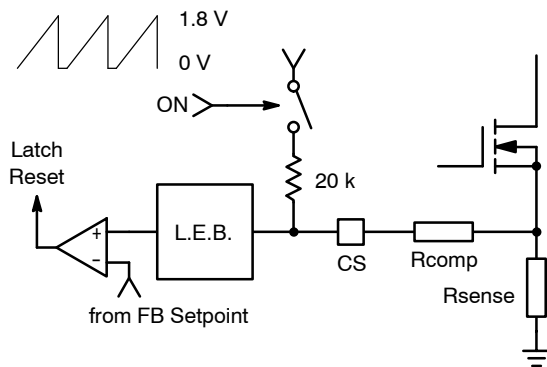 1.8 V
0 V
ON
Latch
Reset
20 k
+
L.E.B.
−
CS
Rcomp
Rsense
from FB Setpoint